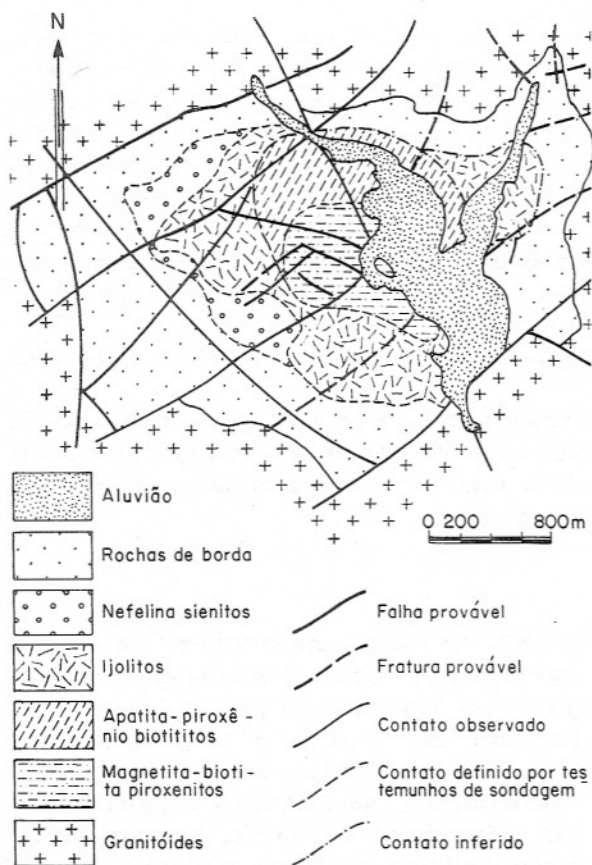 N
Aluvião
0 200 800m
Rochas de borda
Nefelina sienitos
Falha provável
Ijolitos
Fratura provável
Apatita-piroxê-
nio biotititos
Contato observado
Magnetita-bioti-
ta piroxenitos
Contato definido por tes
temunhos de sondagem
Granitóides
Contato inferido